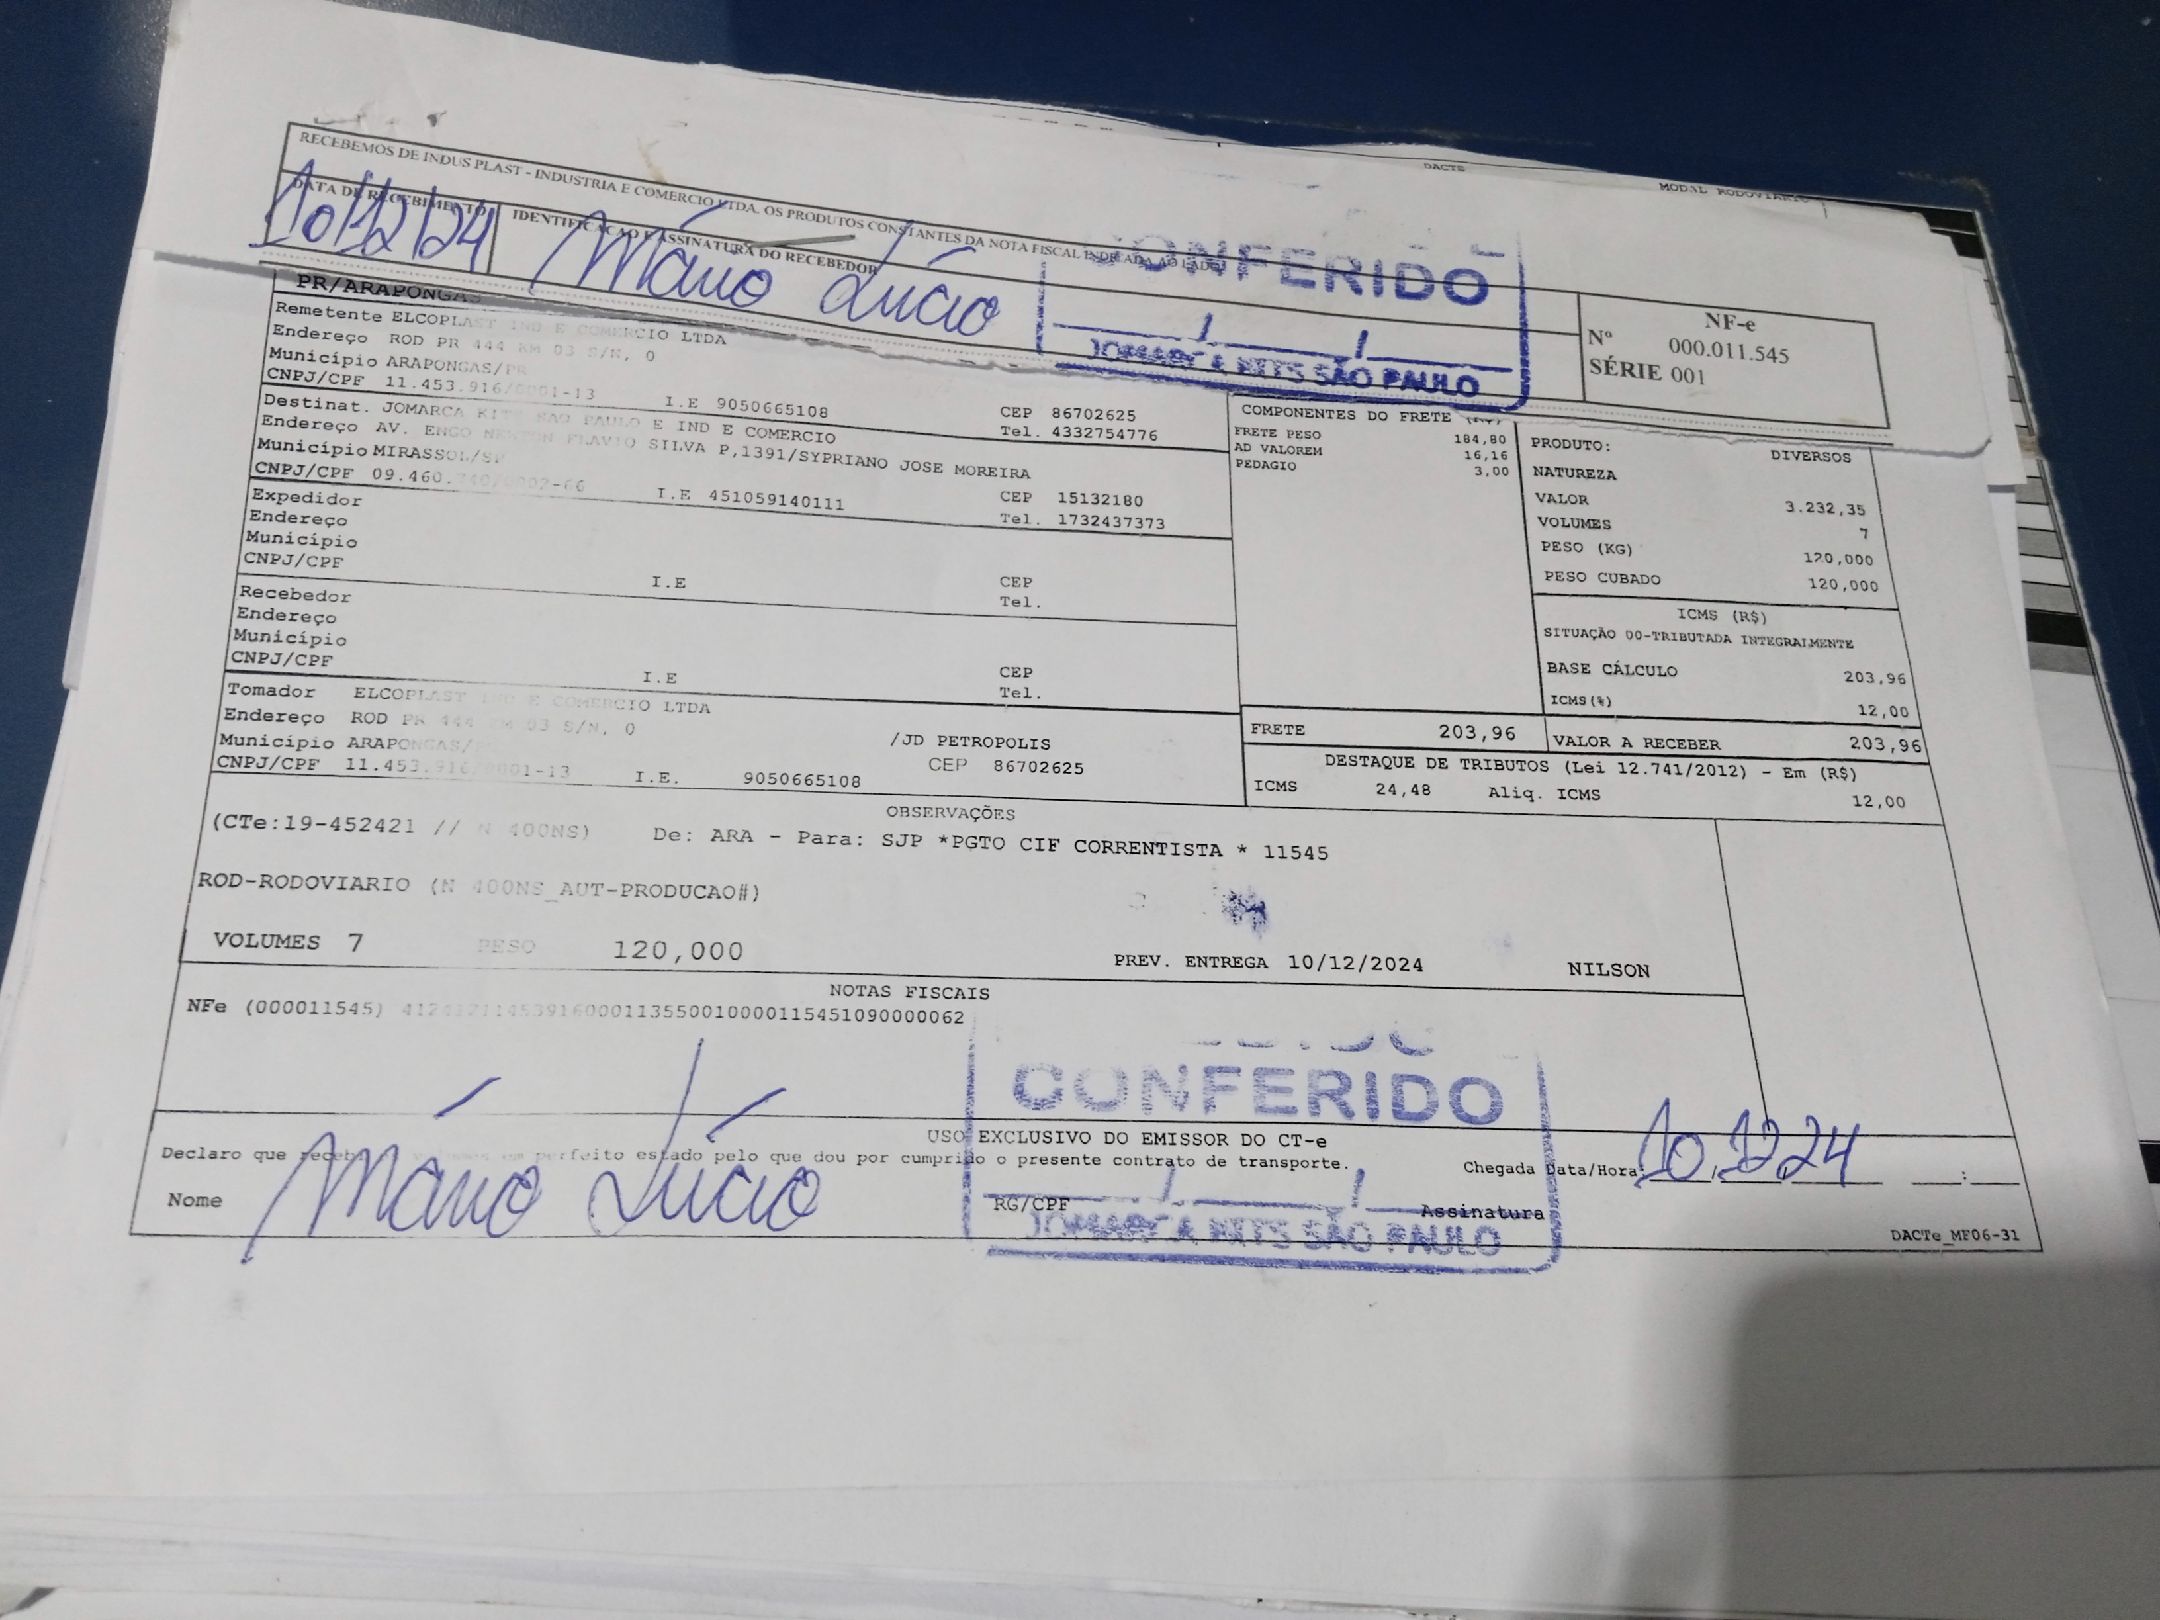 DACTE
MODAL RODOVIÁRIO
RECEBEMOS DE INDUS PLAST - INDUSTRIA E COMERCIO LTDA. OS PRODUTOS CONSTANTES DA NOTA FISCAL INDICADA AO LADO
DATA DE RECEBIMENTO
IDENTIFICACAO E ASSINATURA DO RECEBEDOR
10/12/24
Mário Lúcio
CONFERIDO
JOMARCA KITS SÃO PAULO
NF-e
Nº 000.011.545
SÉRIE 001
PR/ARAPONGAS
Remetente ELCOPLAST IND E COMERCIO LTDA
Endereço ROD PR 444 KM 03 S/N, 0
Município ARAPONGAS/PR
CNPJ/CPF 11.453.916/0001-13 I.E 9050665108
CEP 86702625
Tel. 4332754776
Destinat. JOMARCA KITS SAO PAULO E IND E COMERCIO
Endereço AV. ENGO NEWTON FLAVIO SILVA P,1391/SYPRIANO JOSE MOREIRA
Município MIRASSOL/SP
CNPJ/CPF 09.460.740/0002-66 I.E 451059140111
CEP 15132180
Tel. 1732437373
Expedidor
Endereço
Município
CNPJ/CPF I.E
CEP
Tel.
Recebedor
Endereço
Município
CNPJ/CPF I.E
CEP
Tel.
Tomador ELCOPLAST IND E COMERCIO LTDA
Endereço ROD PR 444 KM 03 S/N, 0
Município ARAPONGAS/ /JD PETROPOLIS
CNPJ/CPF 11.453.916/0001-13 I.E. 9050665108 CEP 86702625
COMPONENTES DO FRETE (R$)
FRETE PESO 184,80
AD VALOREM 16,16
PEDAGIO 3,00
PRODUTO: DIVERSOS
NATUREZA
VALOR 3.232,35
VOLUMES 7
PESO (KG) 120,000
PESO CUBADO 120,000
ICMS (R$)
SITUAÇÃO 00-TRIBUTADA INTEGRALMENTE
BASE CÁLCULO 203,96
ICMS(%) 12,00
FRETE 203,96
VALOR A RECEBER 203,96
DESTAQUE DE TRIBUTOS (Lei 12.741/2012) - Em (R$)
ICMS 24,48 Aliq. ICMS 12,00
OBSERVAÇÕES
(CTe:19-452421 // N 400NS) De: ARA - Para: SJP *PGTO CIF CORRENTISTA * 11545
ROD-RODOVIARIO (N 400NS_AUT-PRODUCAO#)
VOLUMES 7 PESO 120,000
PREV. ENTREGA 10/12/2024 NILSON
NOTAS FISCAIS
NFe (000011545) 41241211453916000113550010000115451090000062
CONFERIDO
USO EXCLUSIVO DO EMISSOR DO CT-e
Declaro que recebi volumes em perfeito estado pelo que dou por cumprido o presente contrato de transporte.
Chegada Data/Hora: 10.12.24 :
Nome Mário Lúcio
RG/CPF
Assinatura
JOMARCA KITS SÃO PAULO
DACTe_MF06-31